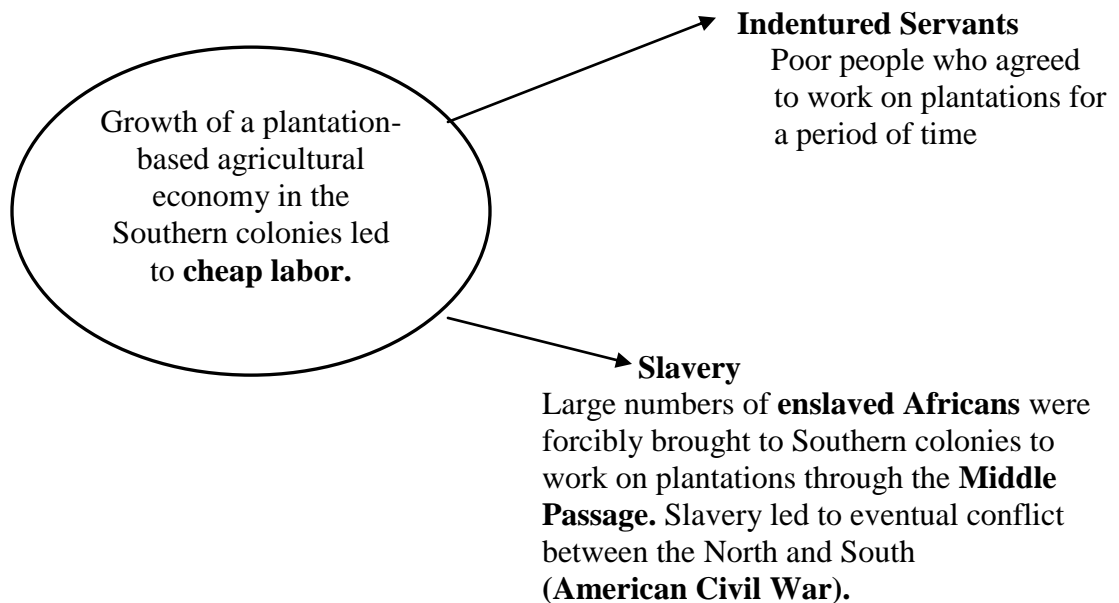 Growth of a plantation-
based agricultural
economy in the
Southern colonies led
to cheap labor.
Indentured Servants
Poor people who agreed
to work on plantations for
a period of time
Slavery
Large numbers of enslaved Africans were
forcibly brought to Southern colonies to
work on plantations through the Middle
Passage. Slavery led to eventual conflict
between the North and South
(American Civil War).